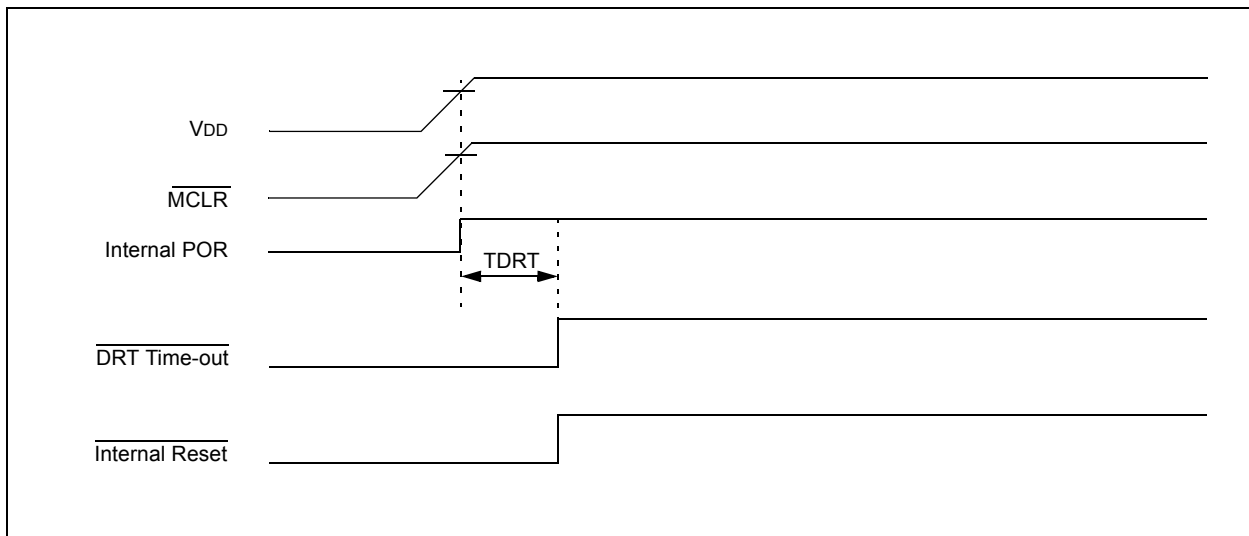 VDD
MCLR
Internal POR
TDRT
DRT Time-out
Internal Reset